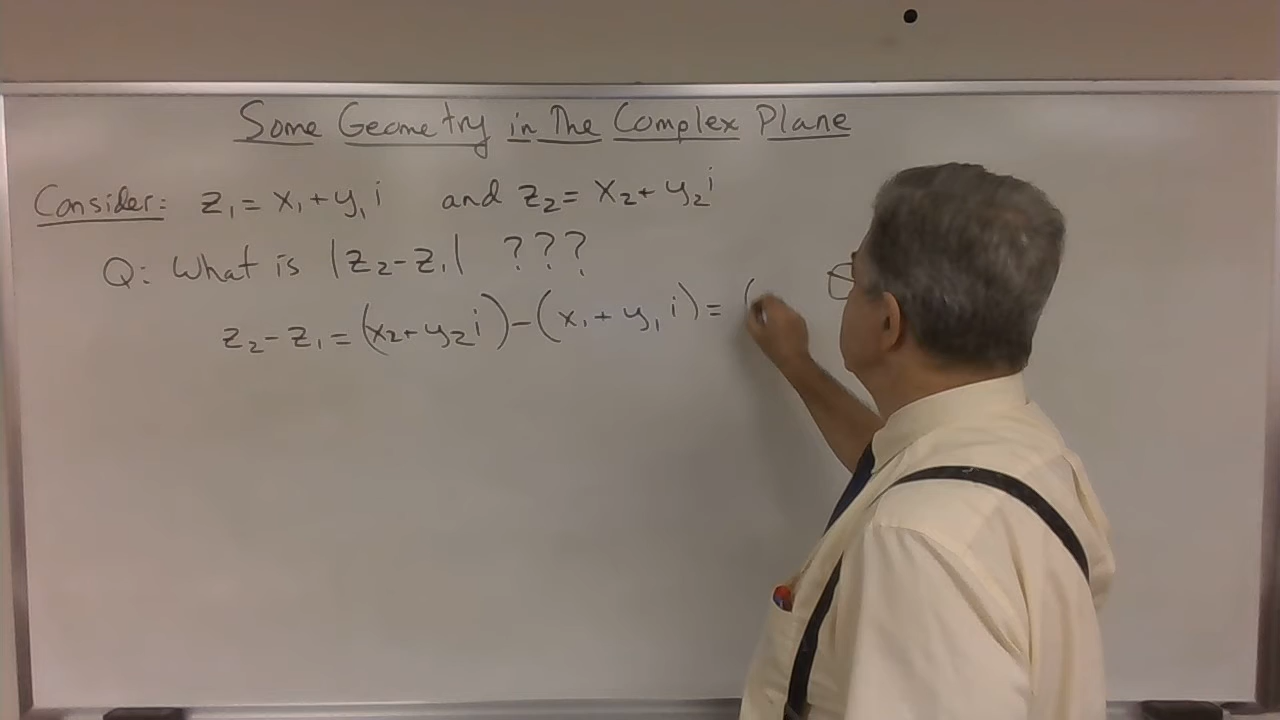 Some Geometry in The Complex Plane
Consider: z₁ = x₁ + y₁ i and z₂ = x₂ + y₂ i
Q: What is |z₂ - z₁| ???
z₂ - z₁ = (x₂ + y₂ i) - (x₁ + y₁ i) = (